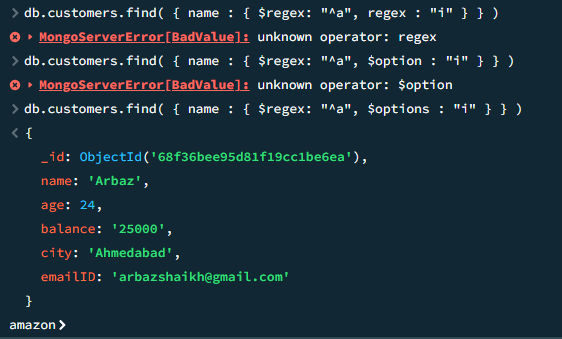 > db.customers.find( { name : { $regex: "^a", regex : "i" } } )
MongoServerError[BadValue]: unknown operator: regex
> db.customers.find( { name : { $regex: "^a", $option : "i" } } )
MongoServerError[BadValue]: unknown operator: $option
> db.customers.find( { name : { $regex: "^a", $options : "i" } } )
< {
_id: ObjectId('68f36bee95d81f19cc1be6ea'),
name: 'Arbaz',
age: 24,
balance: '25000',
city: 'Ahmedabad',
emailID: 'arbazshaikh@gmail.com'
}
amazon>